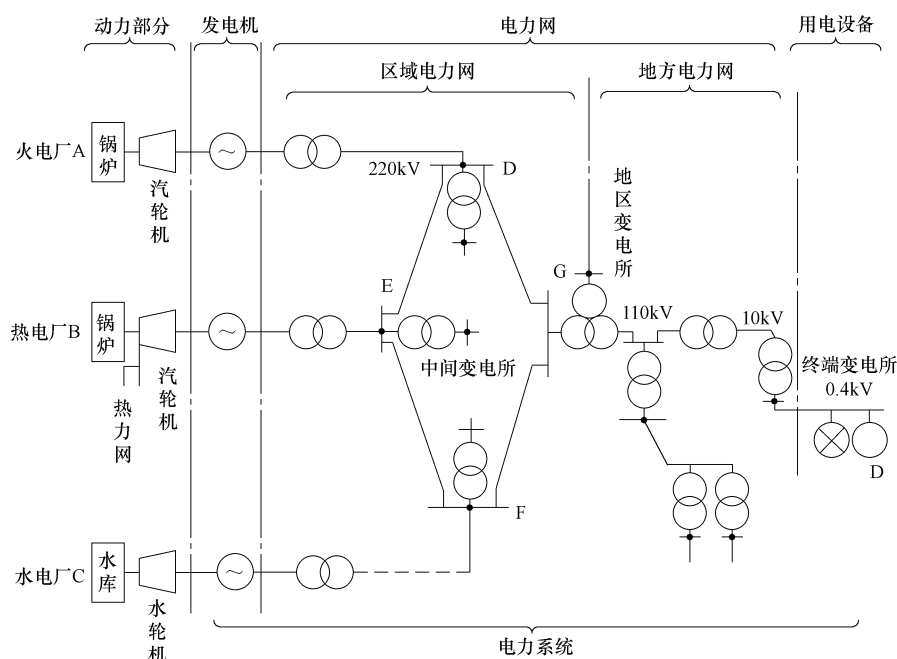 动力部分
发电机
电力网
用电设备
区域电力网
地方电力网
火电厂A
锅炉
汽轮机
~
220kV
D
地区变电所
E
G
110kV
10kV
热电厂B
锅炉
汽轮机
~
热力网
中间变电所
终端变电所
0.4kV
D
F
水电厂C
水库
水轮机
~
电力系统